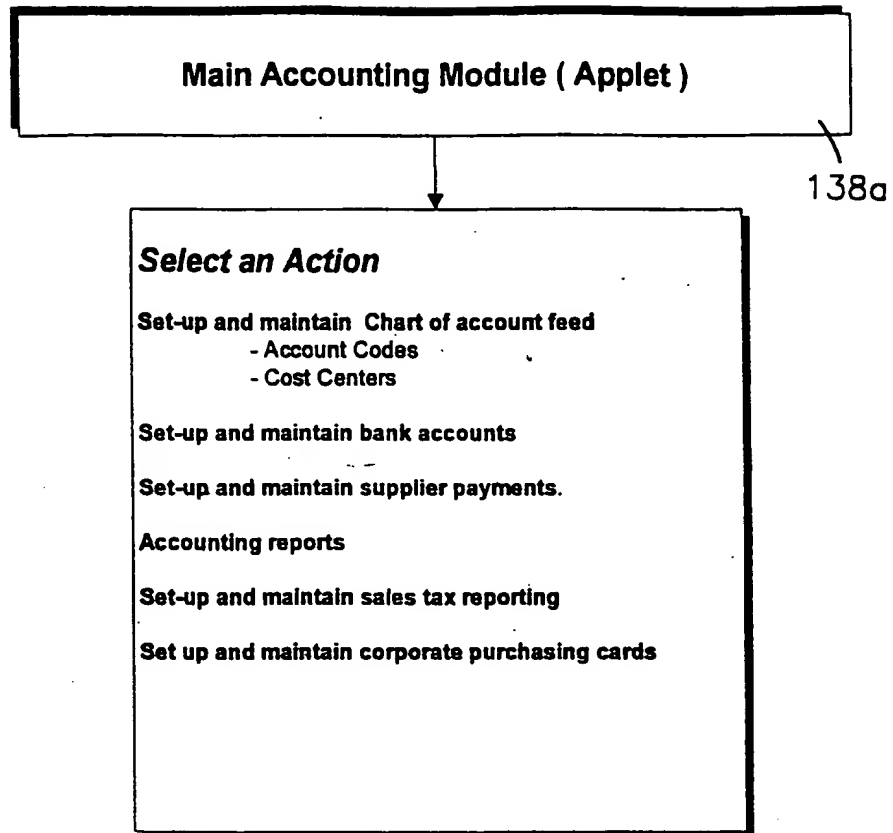 Main Accounting Module ( Applet )
138a
Select an Action
Set-up and maintain Chart of account feed
- Account Codes
- Cost Centers
Set-up and maintain bank accounts
Set-up and maintain supplier payments.
Accounting reports
Set-up and maintain sales tax reporting
Set up and maintain corporate purchasing cards